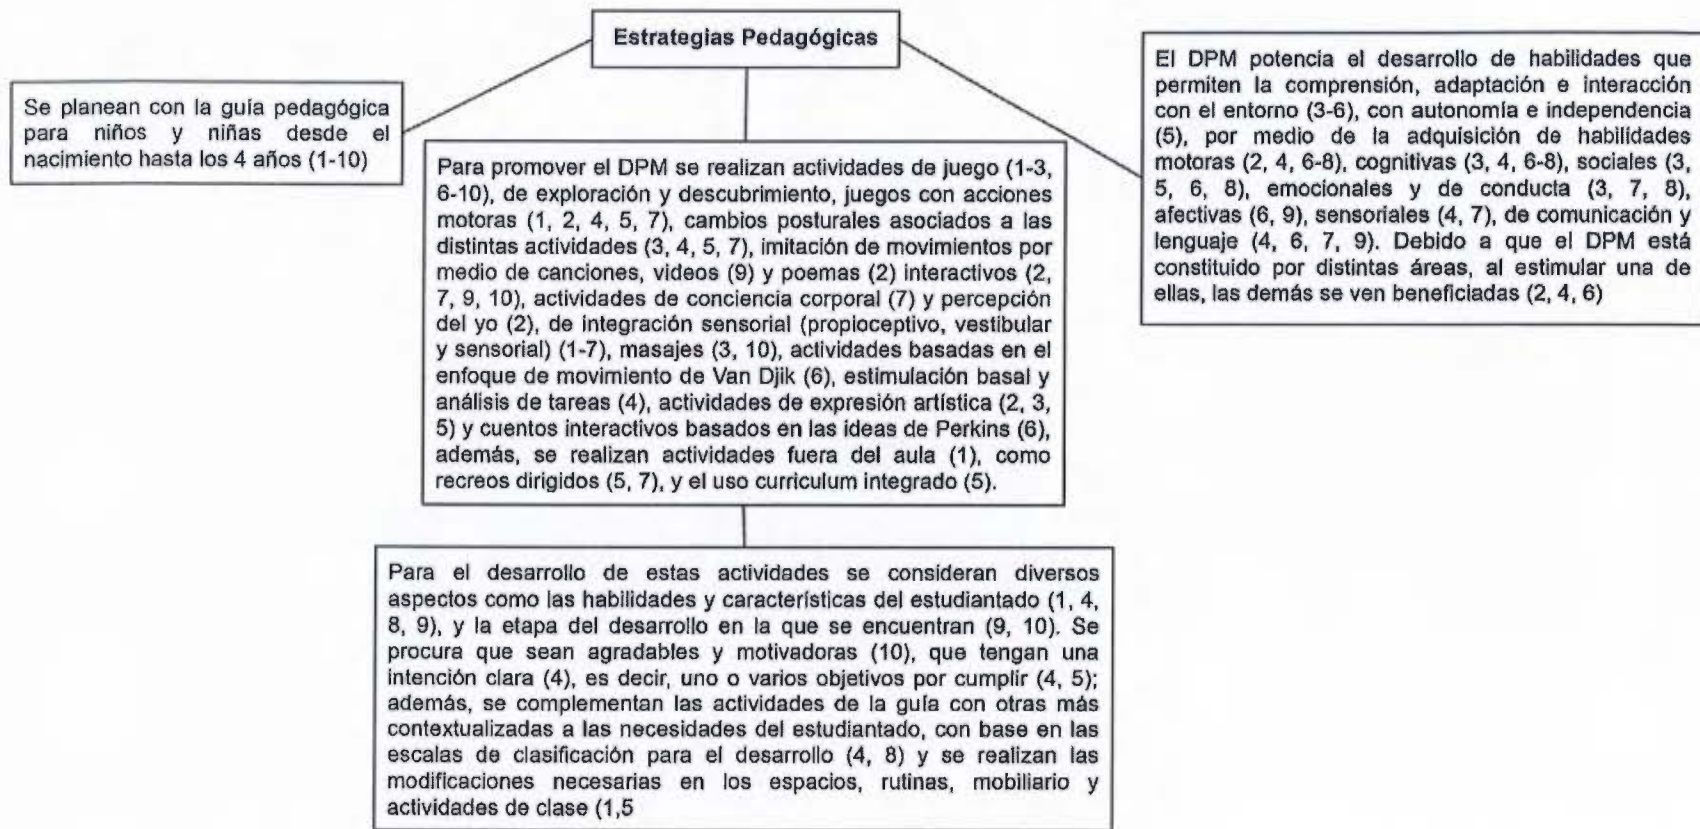 Estrategias Pedagógicas
Se planean con la guía pedagógica
para niños y niñas desde el
nacimiento hasta los 4 años (1-10)
Para promover el DPM se realizan actividades de juego (1-3,
6-10), de exploración y descubrimiento, juegos con acciones
motoras (1, 2, 4, 5, 7), cambios posturales asociados a las
distintas actividades (3, 4, 5, 7), imitación de movimientos por
medio de canciones, videos (9) y poemas (2) interactivos (2,
7, 9, 10), actividades de conciencia corporal (7) y percepción
del yo (2), de integración sensorial (propioceptivo, vestibular
y sensorial) (1-7), masajes (3, 10), actividades basadas en el
enfoque de movimiento de Van Djik (6), estimulación basal y
análisis de tareas (4), actividades de expresión artística (2, 3,
5) y cuentos interactivos basados en las ideas de Perkins (6),
además, se realizan actividades fuera del aula (1), como
recreos dirigidos (5, 7), y el uso curriculum integrado (5).
El DPM potencia el desarrollo de habilidades que
permiten la comprensión, adaptación e interacción
con el entorno (3-6), con autonomía e independencia
(5), por medio de la adquisición de habilidades
motoras (2, 4, 6-8), cognitivas (3, 4, 6-8), sociales (3,
5, 6, 8), emocionales y de conducta (3, 7, 8),
afectivas (6, 9), sensoriales (4, 7), de comunicación y
lenguaje (4, 6, 7, 9). Debido a que el DPM está
constituido por distintas áreas, al estimular una de
ellas, las demás se ven beneficiadas (2, 4, 6)
Para el desarrollo de estas actividades se consideran diversos
aspectos como las habilidades y características del estudiantado (1, 4,
8, 9), y la etapa del desarrollo en la que se encuentran (9, 10). Se
procura que sean agradables y motivadoras (10), que tengan una
intención clara (4), es decir, uno o varios objetivos por cumplir (4, 5);
además, se complementan las actividades de la guía con otras más
contextualizadas a las necesidades del estudiantado, con base en las
escalas de clasificación para el desarrollo (4, 8) y se realizan las
modificaciones necesarias en los espacios, rutinas, mobiliario y
actividades de clase (1,5